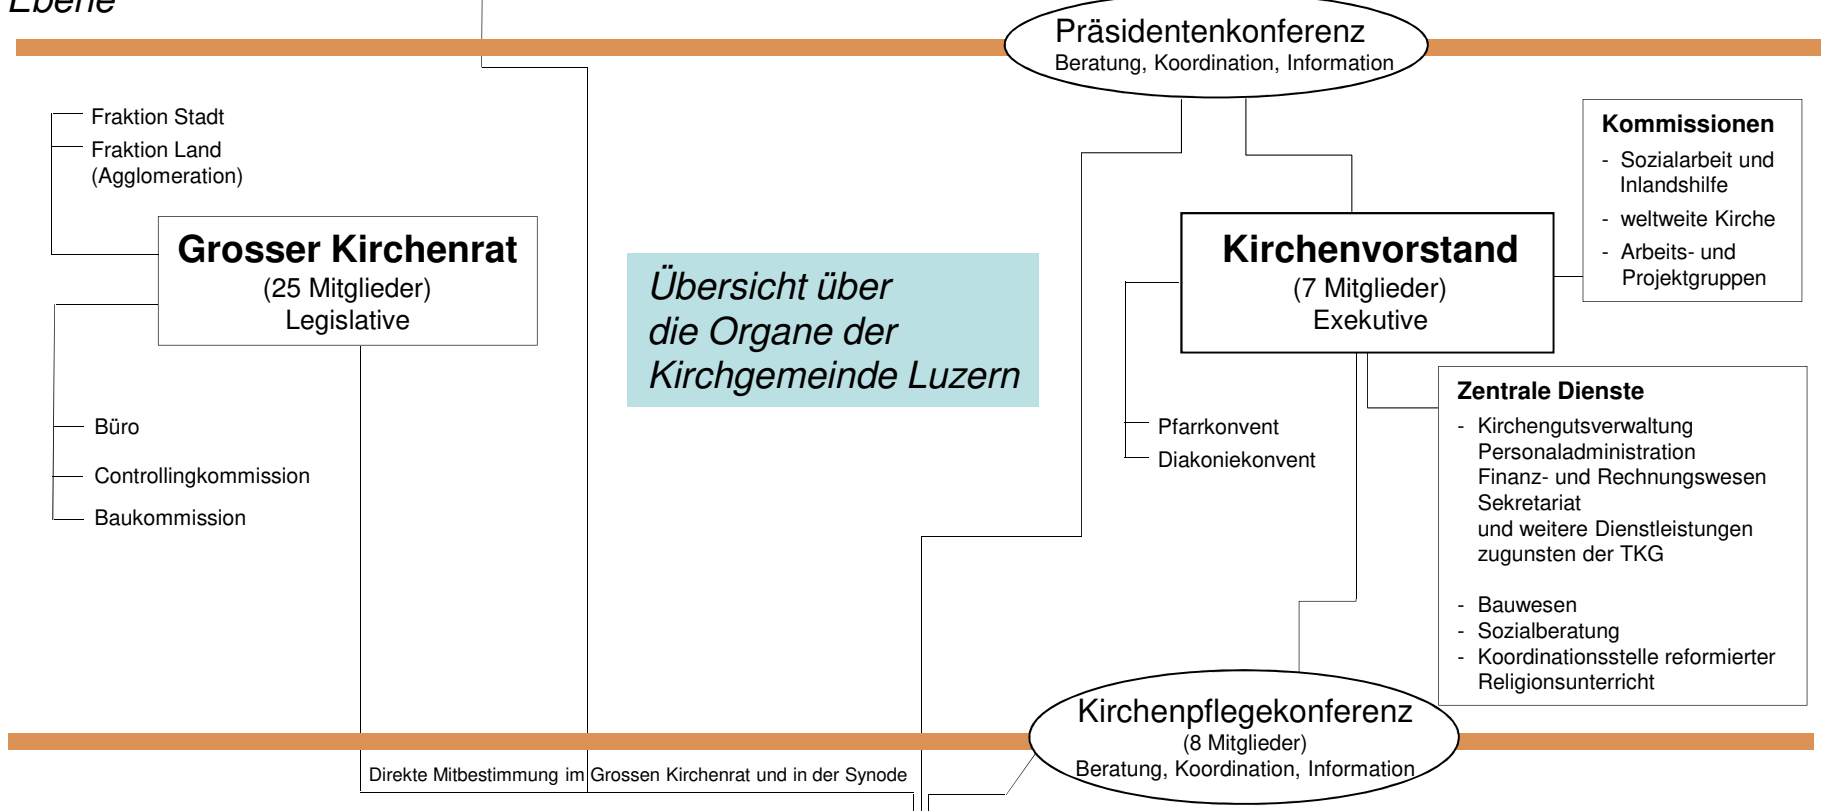 Ebene
Präsidentenkonferenz
Beratung, Koordination, Information
Fraktion Stadt
Fraktion Land
(Agglomeration)
Grosser Kirchenrat
(25 Mitglieder)
Legislative
Büro
Controllingkommission
Baukommission
Übersicht über
die Organe der
Kirchgemeinde Luzern
Kirchenvorstand
(7 Mitglieder)
Exekutive
Pfarrkonvent
Diakoniekonvent
Kommissionen
- Sozialarbeit und
Inlandshilfe
- weltweite Kirche
- Arbeits- und
Projektgruppen
Zentrale Dienste
- Kirchengutsverwaltung
Personaladministration
Finanz- und Rechnungswesen
Sekretariat
und weitere Dienstleistungen
zugunsten der TKG
- Bauwesen
- Sozialberatung
- Koordinationsstelle reformierter
Religionsunterricht
Kirchenpflegekonferenz
(8 Mitglieder)
Beratung, Koordination, Information
Direkte Mitbestimmung im Grossen Kirchenrat und in der Synode